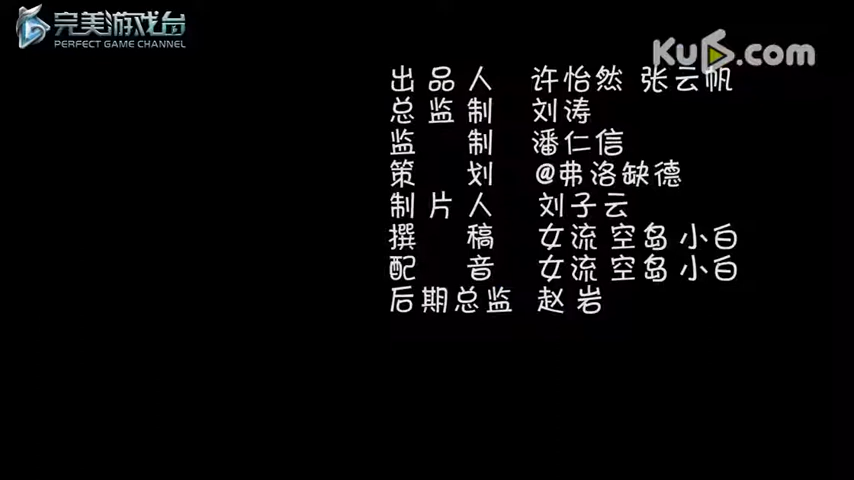 完美游戏台
PERFECT GAME CHANNEL
Ku6.com
出品人 许怡然 张云帆
总监制 刘涛
监制 潘仁信
策划 @弗洛缺德
制片人 刘子云
撰稿 女流 空岛 小白
配音 女流 空岛 小白
后期总监 赵岩